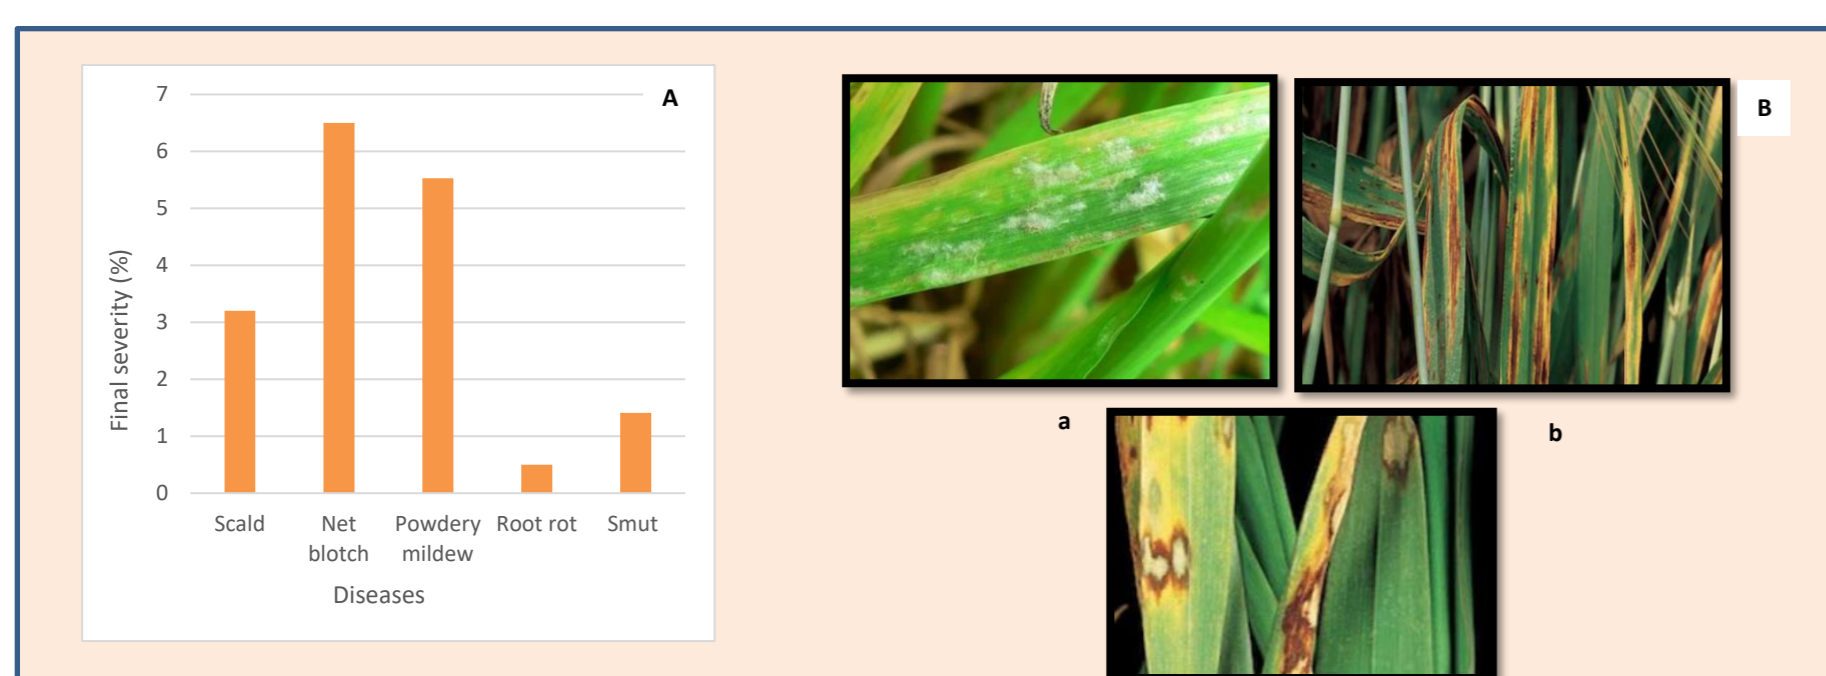 A
7
6
5
4
3
2
1
0
Final severity (%)
Scald
Net blotch
Powdery mildew
Root rot
Smut
Diseases
B
a
b